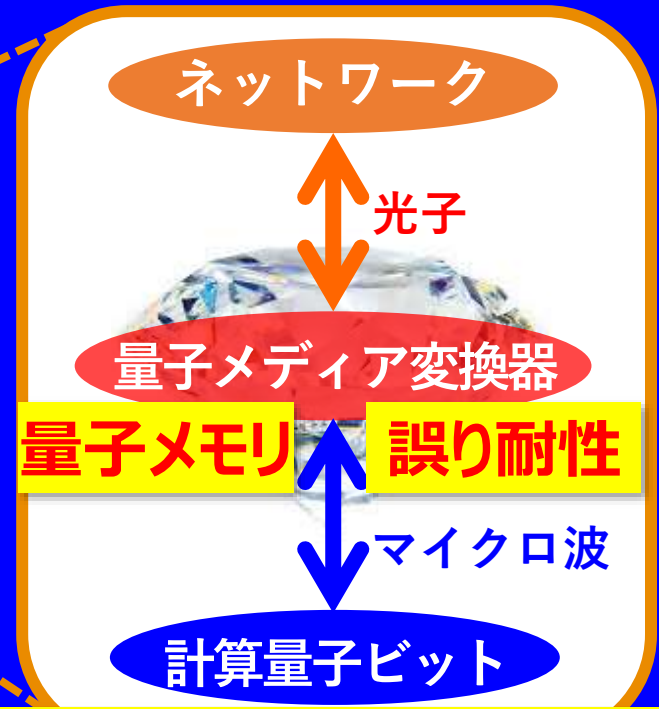 ネットワーク
光子
量子メディア変換器
量子メモリ
誤り耐性
マイクロ波
計算量子ビット